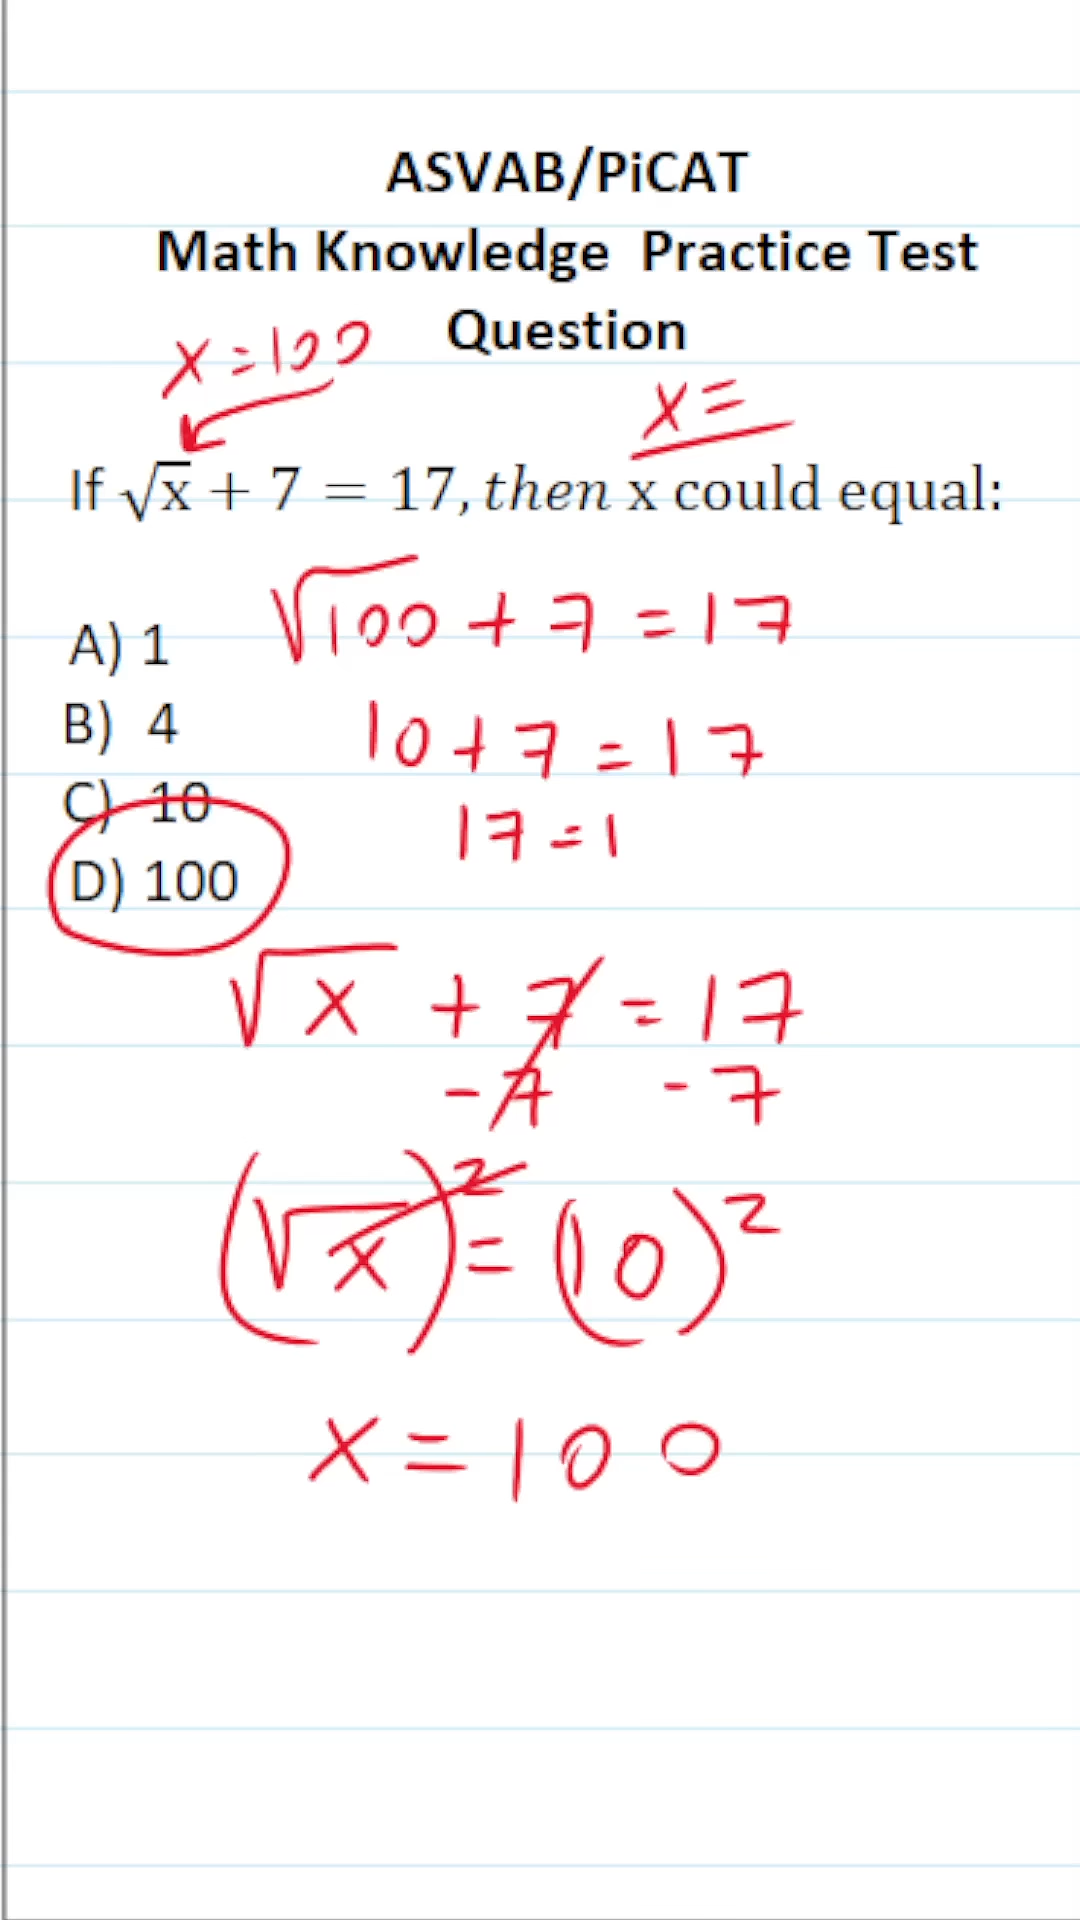 ASVAB/PiCAT
Math Knowledge Practice Test
Question
x=100
x=
If √x + 7 = 17, then x could equal:
√100 + 7 = 17
A) 1
10+7=17
B) 4
C) 10
17=1
D) 100
√x + 7 = 17
-7 -7
(√x)² = (10)²
x=100